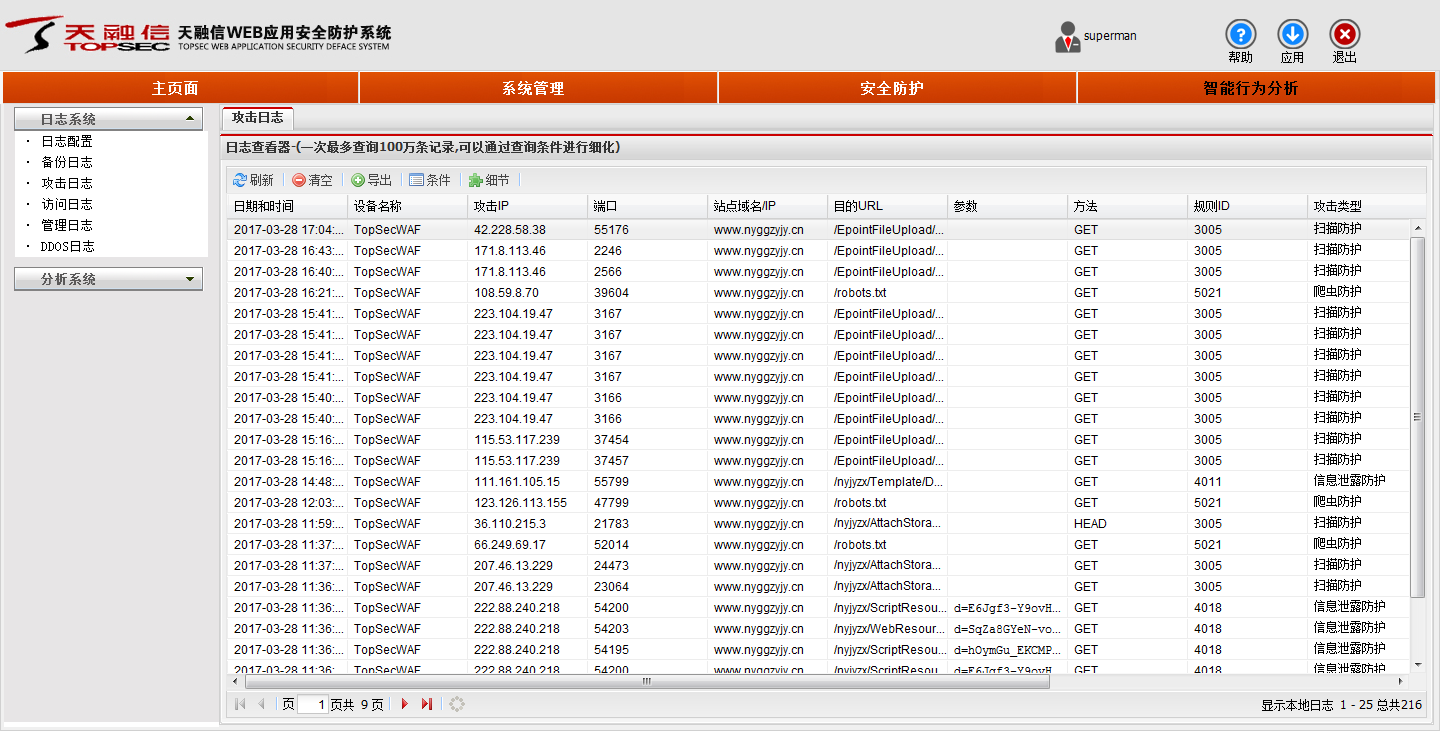 天融信 TOPSEC 天融信WEB应用安全防护系统
TOPSEC WEB APPLICATION SECURITY DEFACE SYSTEM
superman
帮助 应用 退出
主页面 系统管理 安全防护 智能行为分析
日志系统
· 日志配置
· 备份日志
· 攻击日志
· 访问日志
· 管理日志
· DDOS日志
分析系统
攻击日志
日志查看器-(一次最多查询100万条记录,可以通过查询条件进行细化)
刷新 清空 导出 条件 细节
日期和时间 设备名称 攻击IP 端口 站点域名/IP 目的URL 参数 方法 规则ID 攻击类型
2017-03-28 17:04:... TopSecWAF 42.228.58.38 55176 www.nyggzyjy.cn /EpointFileUpload/... GET 3005 扫描防护
2017-03-28 16:43:... TopSecWAF 171.8.113.46 2246 www.nyggzyjy.cn /EpointFileUpload/... GET 3005 扫描防护
2017-03-28 16:40:... TopSecWAF 171.8.113.46 2566 www.nyggzyjy.cn /EpointFileUpload/... GET 3005 扫描防护
2017-03-28 16:21:... TopSecWAF 108.59.8.70 39604 www.nyggzyjy.cn /robots.txt GET 5021 爬虫防护
2017-03-28 15:41:... TopSecWAF 223.104.19.47 3167 www.nyggzyjy.cn /EpointFileUpload/... GET 3005 扫描防护
2017-03-28 15:41:... TopSecWAF 223.104.19.47 3167 www.nyggzyjy.cn /EpointFileUpload/... GET 3005 扫描防护
2017-03-28 15:41:... TopSecWAF 223.104.19.47 3167 www.nyggzyjy.cn /EpointFileUpload/... GET 3005 扫描防护
2017-03-28 15:41:... TopSecWAF 223.104.19.47 3167 www.nyggzyjy.cn /EpointFileUpload/... GET 3005 扫描防护
2017-03-28 15:40:... TopSecWAF 223.104.19.47 3166 www.nyggzyjy.cn /EpointFileUpload/... GET 3005 扫描防护
2017-03-28 15:40:... TopSecWAF 223.104.19.47 3166 www.nyggzyjy.cn /EpointFileUpload/... GET 3005 扫描防护
2017-03-28 15:16:... TopSecWAF 115.53.117.239 37454 www.nyggzyjy.cn /EpointFileUpload/... GET 3005 扫描防护
2017-03-28 15:16:... TopSecWAF 115.53.117.239 37457 www.nyggzyjy.cn /EpointFileUpload/... GET 3005 扫描防护
2017-03-28 14:48:... TopSecWAF 111.161.105.15 55799 www.nyggzyjy.cn /nyjyzx/Template/D... GET 4011 信息泄露防护
2017-03-28 12:03:... TopSecWAF 123.126.113.155 47799 www.nyggzyjy.cn /robots.txt GET 5021 爬虫防护
2017-03-28 11:59:... TopSecWAF 36.110.215.3 21783 www.nyggzyjy.cn /nyjyzx/AttachStora... HEAD 3005 扫描防护
2017-03-28 11:37:... TopSecWAF 66.249.69.17 52014 www.nyggzyjy.cn /robots.txt GET 5021 爬虫防护
2017-03-28 11:37:... TopSecWAF 207.46.13.229 24473 www.nyggzyjy.cn /nyjyzx/AttachStora... GET 3005 扫描防护
2017-03-28 11:36:... TopSecWAF 207.46.13.229 23064 www.nyggzyjy.cn /nyjyzx/AttachStora... GET 3005 扫描防护
2017-03-28 11:36:... TopSecWAF 222.88.240.218 54200 www.nyggzyjy.cn /nyjyzx/ScriptResou... d=E6Jgf3-Y9ovH... GET 4018 信息泄露防护
2017-03-28 11:36:... TopSecWAF 222.88.240.218 54203 www.nyggzyjy.cn /nyjyzx/WebResour... d=SqZa8GYeN-vo... GET 4018 信息泄露防护
2017-03-28 11:36:... TopSecWAF 222.88.240.218 54195 www.nyggzyjy.cn /nyjyzx/ScriptResou... d=hOymGu_EKCMP... GET 4018 信息泄露防护
2017-03-28 11:36:... TopSecWAF 222.88.240.218 54200 www.nyggzyjy.cn /nyjyzx/ScriptResou... d=E6Jgf3-Y9ovH... GET 4018 信息泄露防护
页 1 页共 9 页 显示本地日志 1 - 25 总共216